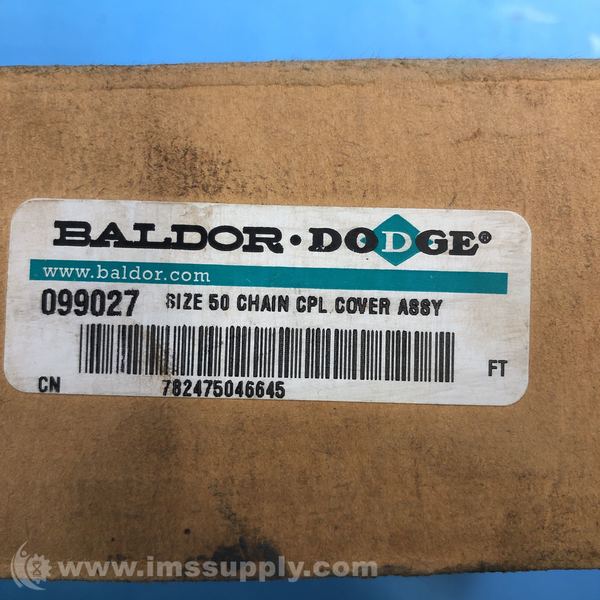 BALDOR·DODGE®
www.baldor.com
099027 SIZE 50 CHAIN CPL COVER ASSY
FT
CN 782475046645
www.imssupply.com